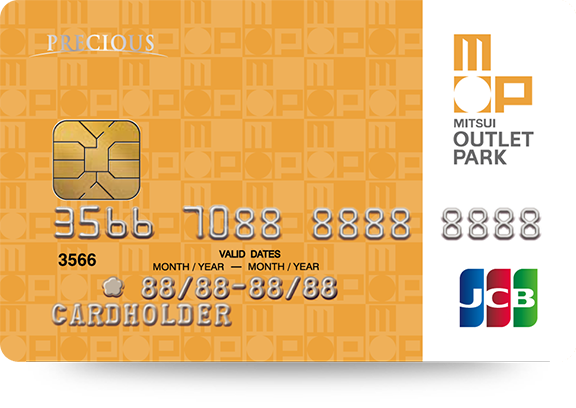 PRECIOUS
mop
MITSUI
OUTLET
PARK
3566 7088 8888 8888
3566
VALID DATES
MONTH / YEAR — MONTH / YEAR
88/88-88/88
CARDHOLDER
JCB